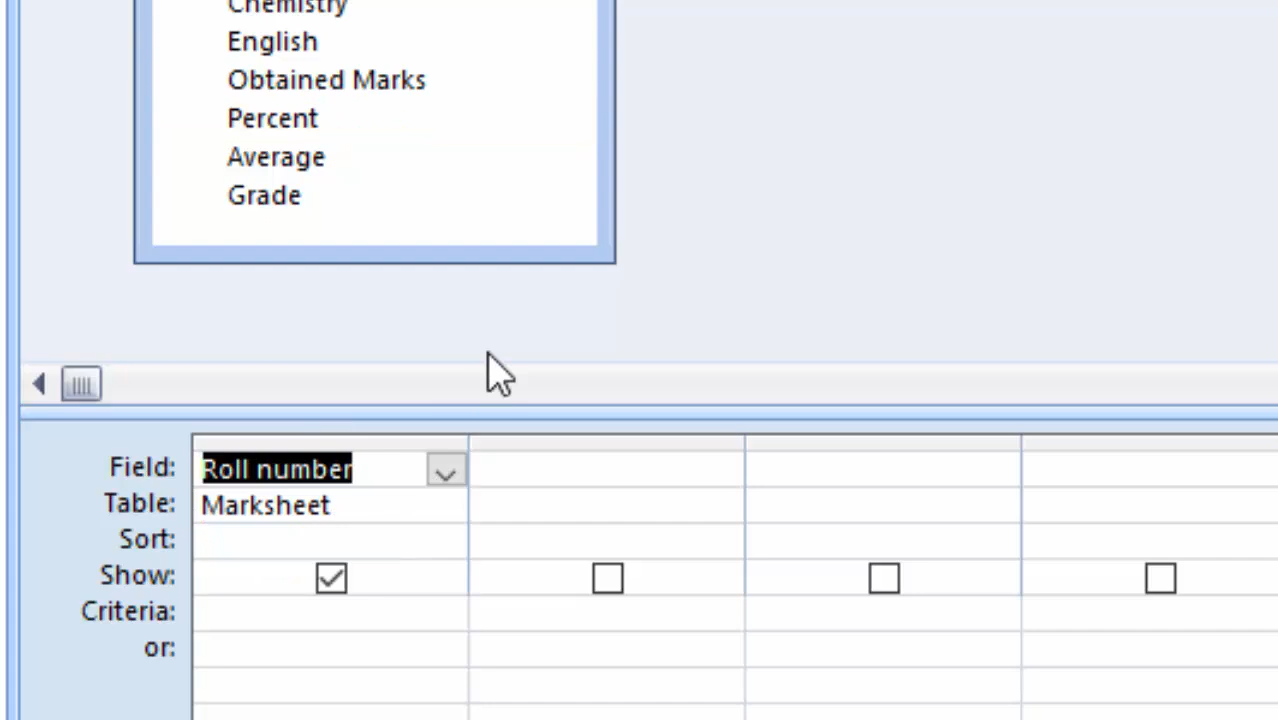 Chemistry
English
Obtained Marks
Percent
Average
Grade
Field: Roll number
Table: Marksheet
Sort:
Show:
Criteria:
or: